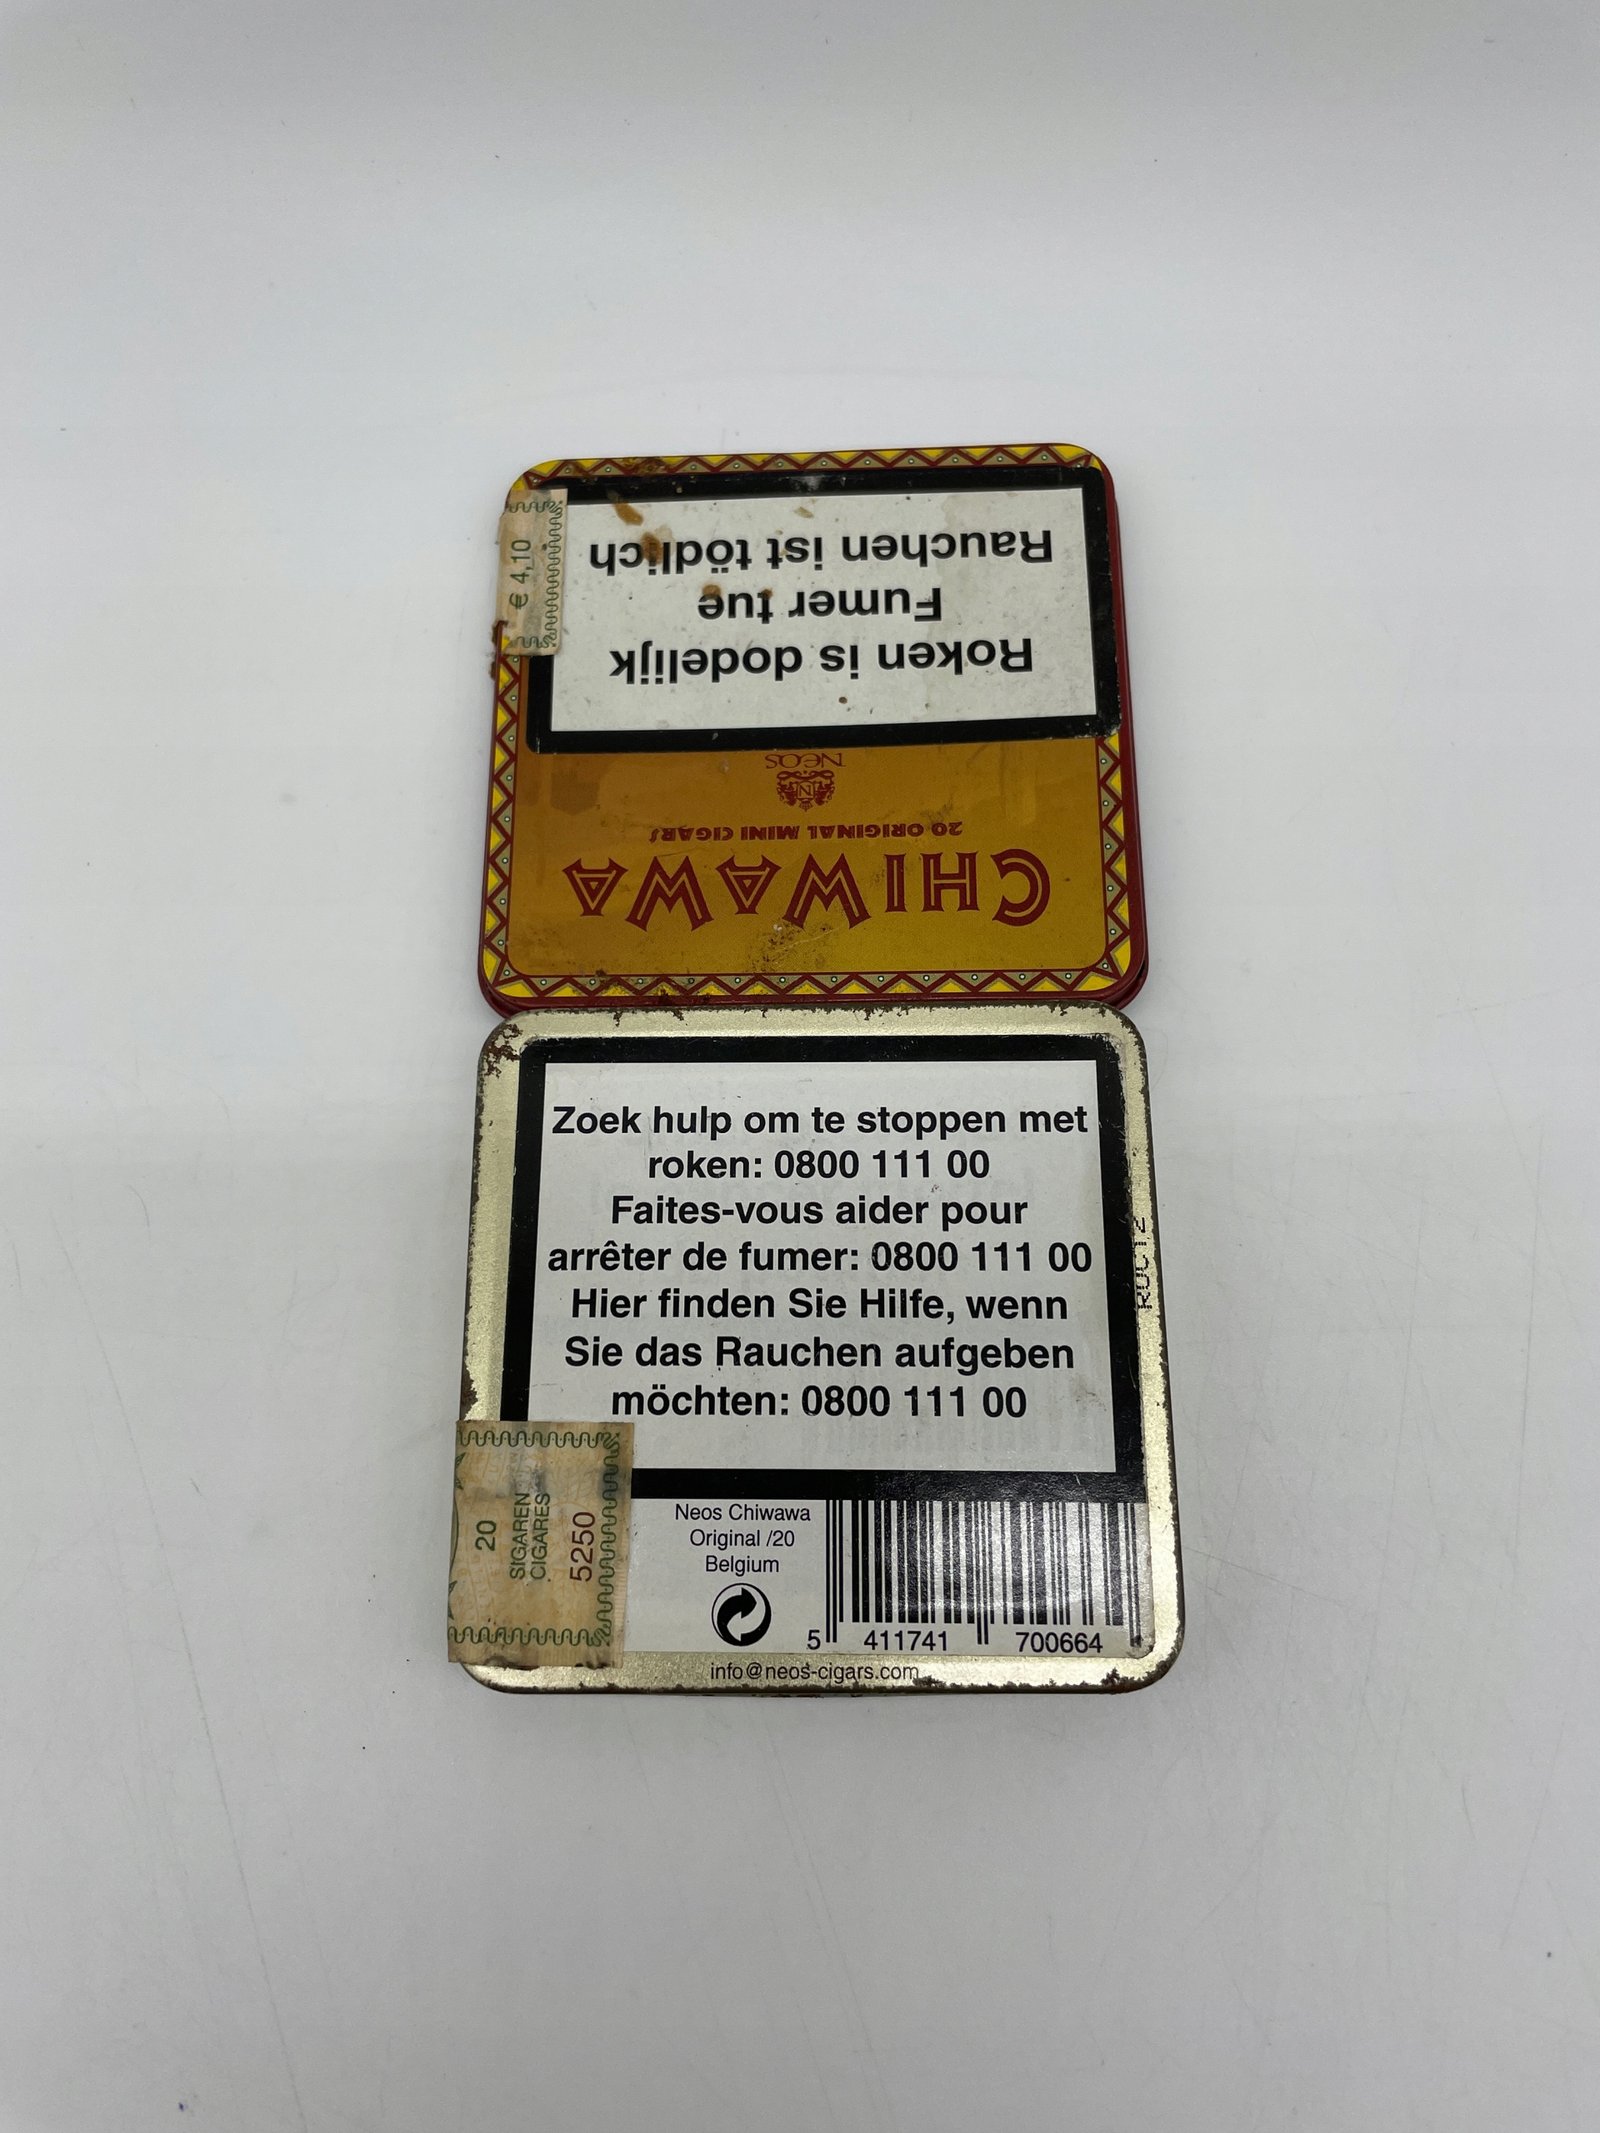 CHIWAWA
20 ORIGINAL MINI CIGARS
NEOS
Roken is dodelijk
Fumer tue
Rauchen ist tödlich
€ 4,10
Zoek hulp om te stoppen met
roken: 0800 111 00
Faites-vous aider pour
arrêter de fumer: 0800 111 00
Hier finden Sie Hilfe, wenn
Sie das Rauchen aufgeben
möchten: 0800 111 00
20
SIGAREN
CIGARES
5250
Neos Chiwawa
Original /20
Belgium
5 411741 700664
info@neos-cigars.com